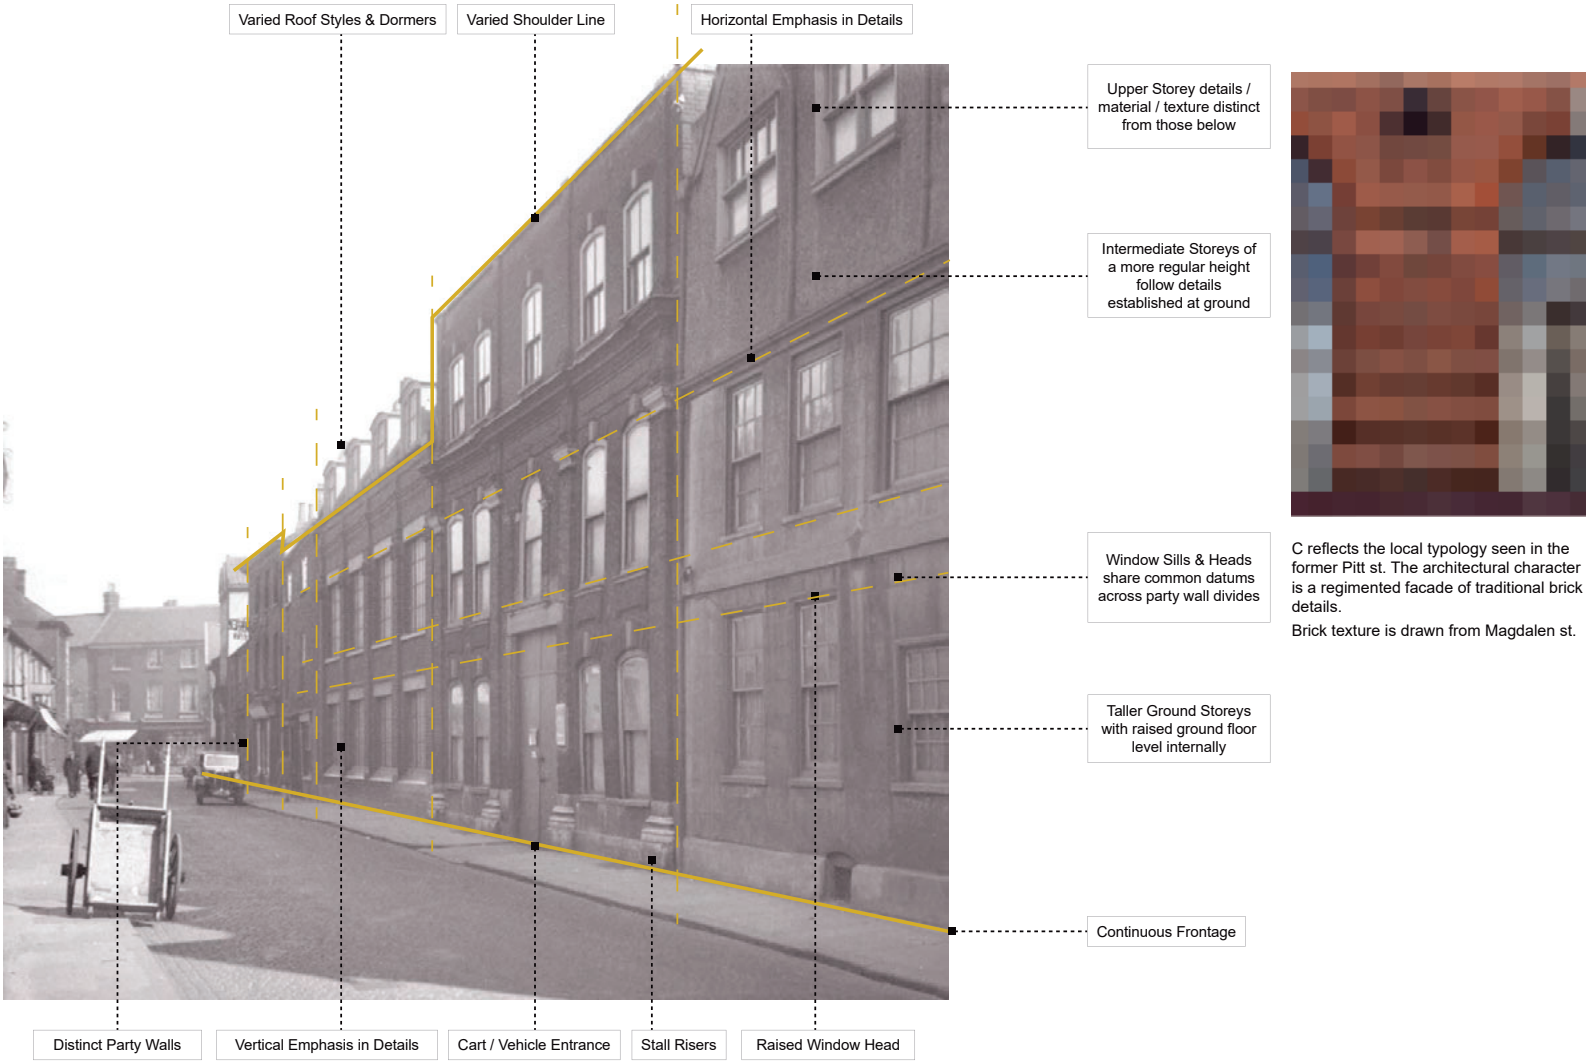 Varied Roof Styles & Dormers
Varied Shoulder Line
Horizontal Emphasis in Details
Upper Storey details /
material / texture distinct
from those below
Intermediate Storeys of
a more regular height
follow details
established at ground
Window Sills & Heads
share common datums
across party wall divides
Taller Ground Storeys
with raised ground floor
level internally
Continuous Frontage
C reflects the local typology seen in the
former Pitt st. The architectural character
is a regimented facade of traditional brick
details.
Brick texture is drawn from Magdalen st.
Distinct Party Walls
Vertical Emphasis in Details
Cart / Vehicle Entrance
Stall Risers
Raised Window Head